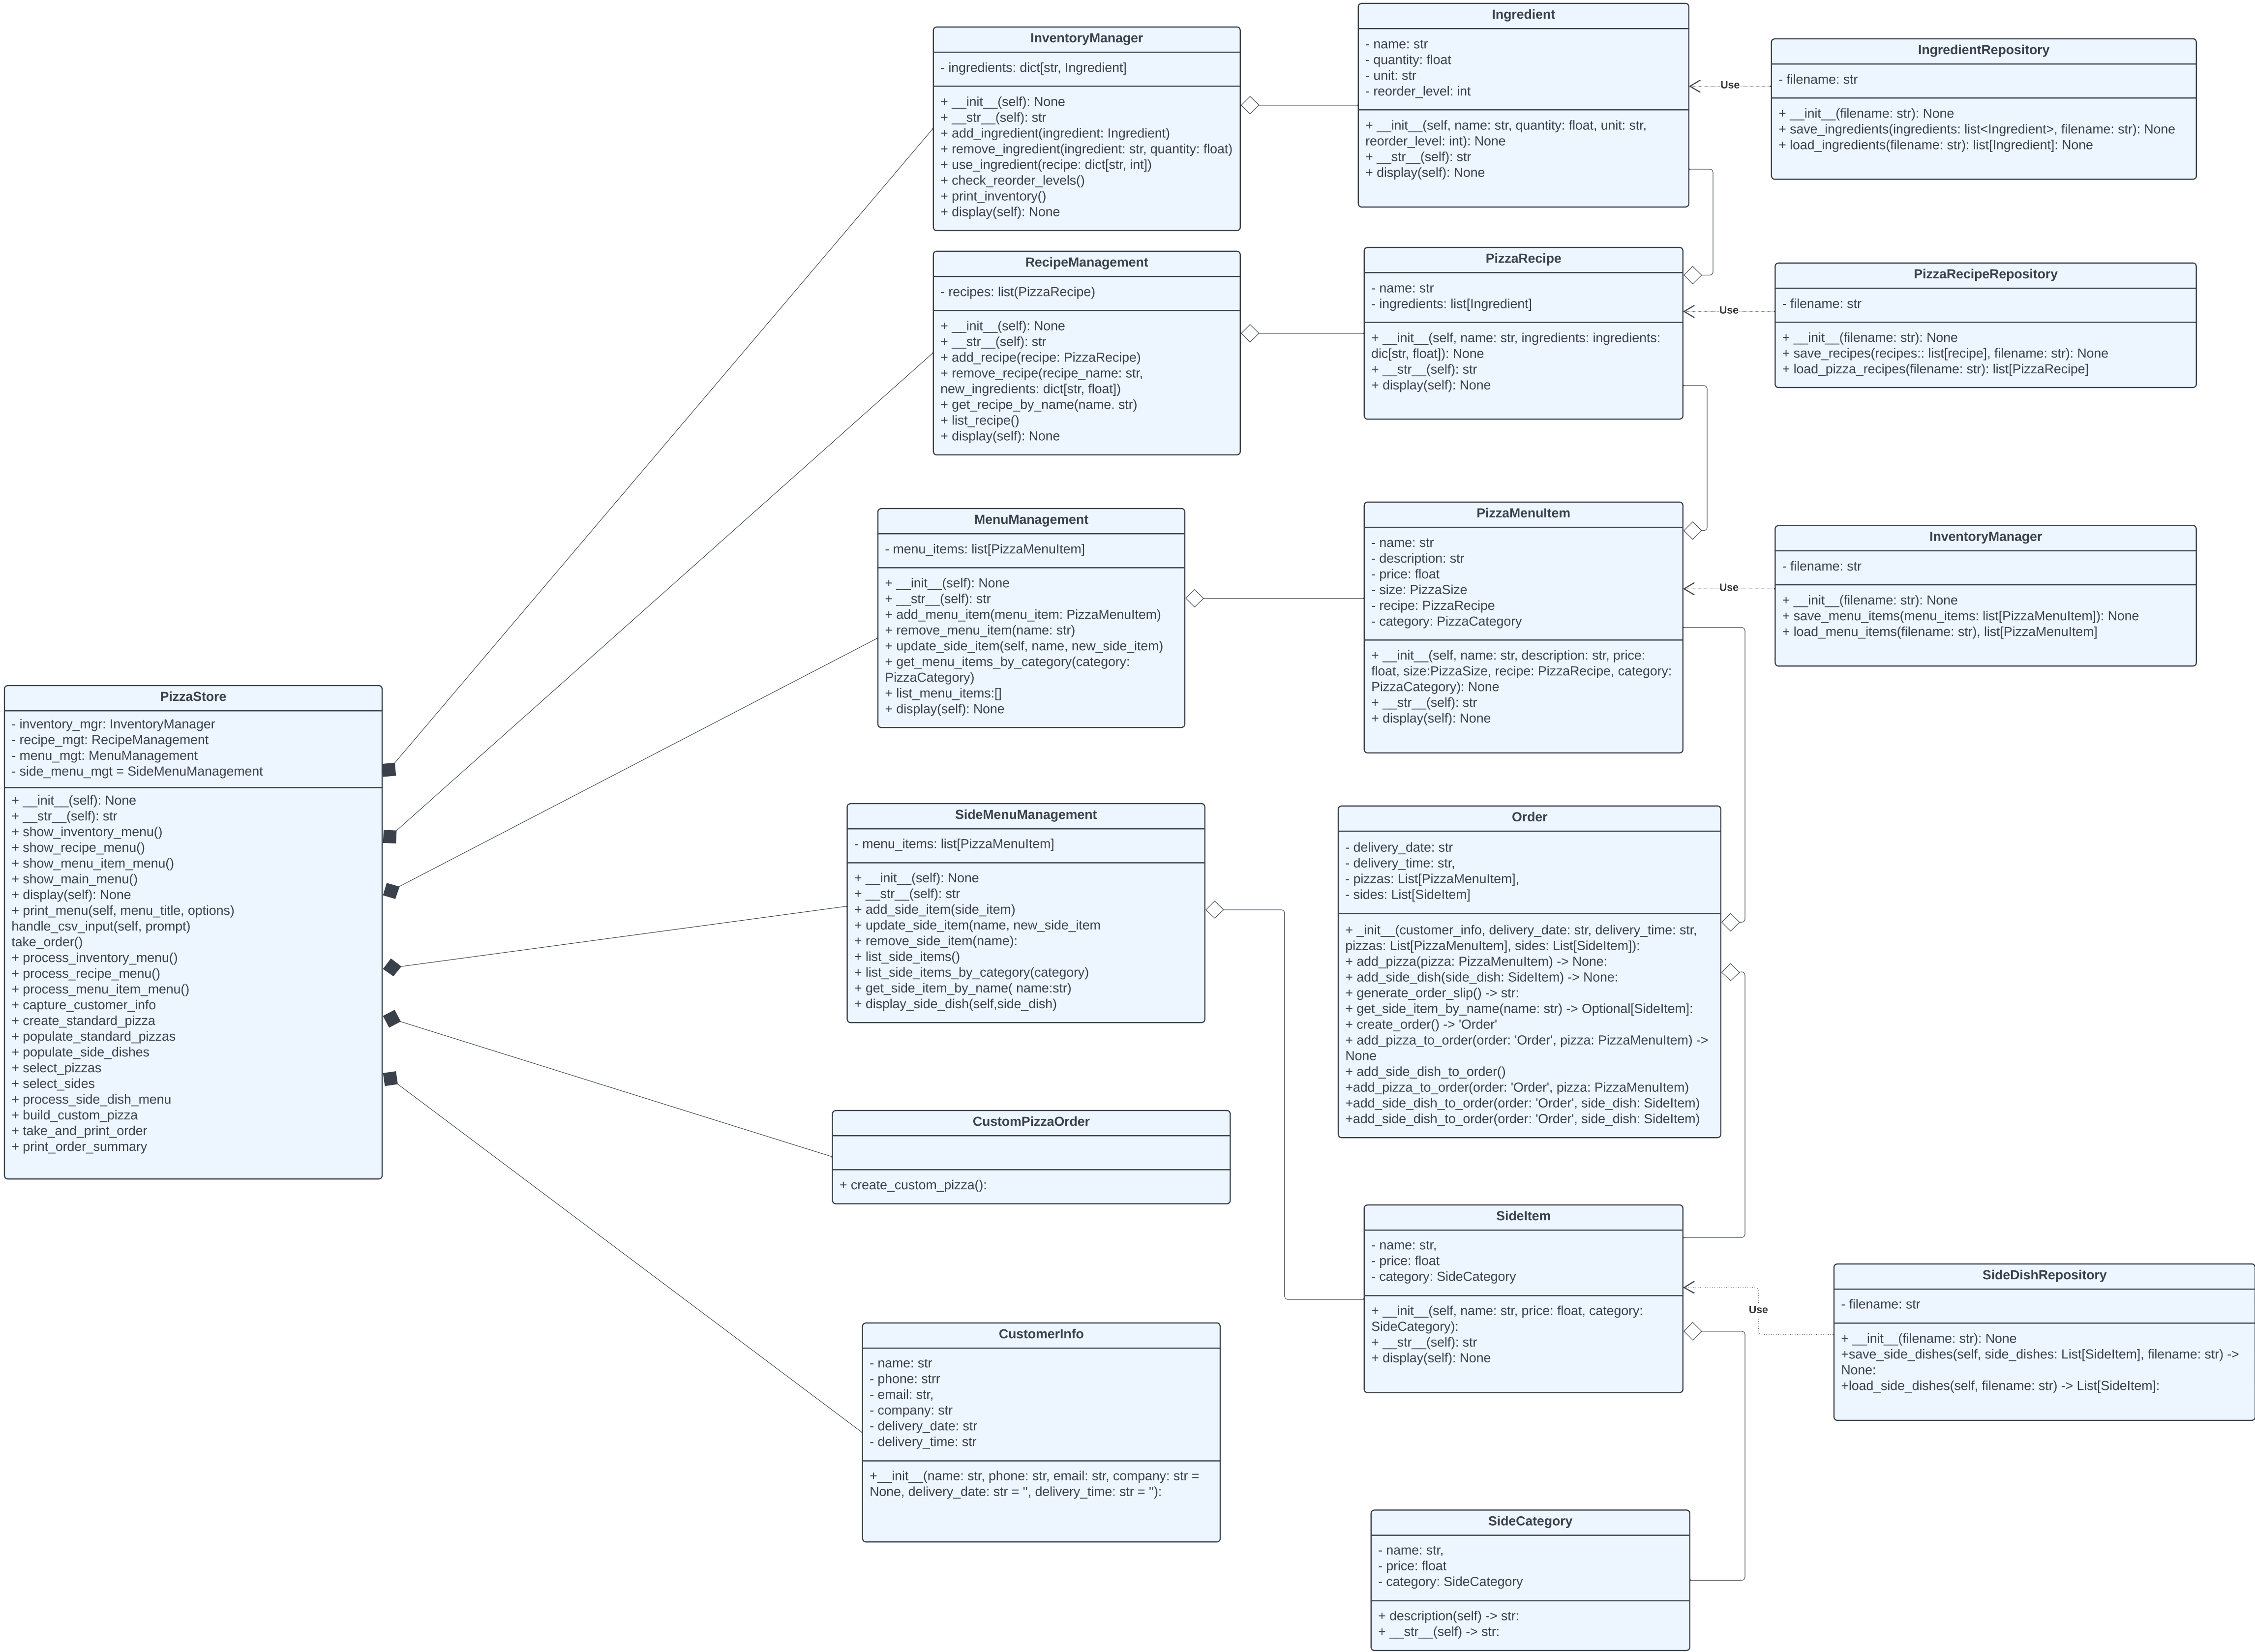 PizzaStore
- inventory_mgr: InventoryManager
- recipe_mgt: RecipeManagement
- menu_mgt: MenuManagement
- side_menu_mgt = SideMenuManagement
+ __init__(self): None
+ __str__(self): str
+ show_inventory_menu()
+ show_recipe_menu()
+ show_menu_item_menu()
+ show_main_menu()
+ display(self): None
+ print_menu(self, menu_title, options)
handle_csv_input(self, prompt)
take_order()
+ process_inventory_menu()
+ process_recipe_menu()
+ process_menu_item_menu()
+ capture_customer_info
+ create_standard_pizza
+ populate_standard_pizzas
+ populate_side_dishes
+ select_pizzas
+ select_sides
+ process_side_dish_menu
+ build_custom_pizza
+ take_and_print_order
+ print_order_summary
InventoryManager
- ingredients: dict[str, Ingredient]
+ __init__(self): None
+ __str__(self): str
+ add_ingredient(ingredient: Ingredient)
+ remove_ingredient(ingredient: str, quantity: float)
+ use_ingredient(recipe: dict[str, int])
+ check_reorder_levels()
+ print_inventory()
+ display(self): None
RecipeManagement
- recipes: list(PizzaRecipe)
+ __init__(self): None
+ __str__(self): str
+ add_recipe(recipe: PizzaRecipe)
+ remove_recipe(recipe_name: str,
new_ingredients: dict[str, float])
+ get_recipe_by_name(name. str)
+ list_recipe()
+ display(self): None
MenuManagement
- menu_items: list[PizzaMenuItem]
+ __init__(self): None
+ __str__(self): str
+ add_menu_item(menu_item: PizzaMenuItem)
+ remove_menu_item(name: str)
+ update_side_item(self, name, new_side_item)
+ get_menu_items_by_category(category:
PizzaCategory)
+ list_menu_items:[]
+ display(self): None
SideMenuManagement
- menu_items: list[PizzaMenuItem]
+ __init__(self): None
+ __str__(self): str
+ add_side_item(side_item)
+ update_side_item(name, new_side_item
+ remove_side_item(name):
+ list_side_items()
+ list_side_items_by_category(category)
+ get_side_item_by_name( name:str)
+ display_side_dish(self,side_dish)
CustomPizzaOrder
+ create_custom_pizza():
CustomerInfo
- name: str
- phone: strr
- email: str,
- company: str
- delivery_date: str
- delivery_time: str
+__init__(name: str, phone: str, email: str, company: str =
None, delivery_date: str = '', delivery_time: str = ''):
Ingredient
- name: str
- quantity: float
- unit: str
- reorder_level: int
+ __init__(self, name: str, quantity: float, unit: str,
reorder_level: int): None
+ __str__(self): str
+ display(self): None
PizzaRecipe
- name: str
- ingredients: list[Ingredient]
+ __init__(self, name: str, ingredients: ingredients:
dic[str, float]): None
+ __str__(self): str
+ display(self): None
PizzaMenuItem
- name: str
- description: str
- price: float
- size: PizzaSize
- recipe: PizzaRecipe
- category: PizzaCategory
+ __init__(self, name: str, description: str, price:
float, size:PizzaSize, recipe: PizzaRecipe, category:
PizzaCategory): None
+ __str__(self): str
+ display(self): None
Order
- delivery_date: str
- delivery_time: str,
- pizzas: List[PizzaMenuItem],
- sides: List[SideItem]
+ _init__(customer_info, delivery_date: str, delivery_time: str,
pizzas: List[PizzaMenuItem], sides: List[SideItem]):
+ add_pizza(pizza: PizzaMenuItem) -> None:
+ add_side_dish(side_dish: SideItem) -> None:
+ generate_order_slip() -> str:
+ get_side_item_by_name(name: str) -> Optional[SideItem]:
+ create_order() -> 'Order'
+ add_pizza_to_order(order: 'Order', pizza: PizzaMenuItem) ->
None
+ add_side_dish_to_order()
+add_pizza_to_order(order: 'Order', pizza: PizzaMenuItem)
+add_side_dish_to_order(order: 'Order', side_dish: SideItem)
+add_side_dish_to_order(order: 'Order', side_dish: SideItem)
SideItem
- name: str,
- price: float
- category: SideCategory
+ __init__(self, name: str, price: float, category:
SideCategory):
+ __str__(self): str
+ display(self): None
SideCategory
- name: str,
- price: float
- category: SideCategory
+ description(self) -> str:
+ __str__(self) -> str:
Use
IngredientRepository
- filename: str
+ __init__(filename: str): None
+ save_ingredients(ingredients: list<Ingredient>, filename: str): None
+ load_ingredients(filename: str): list[Ingredient]: None
Use
PizzaRecipeRepository
- filename: str
+ __init__(filename: str): None
+ save_recipes(recipes:: list[recipe], filename: str): None
+ load_pizza_recipes(filename: str): list[PizzaRecipe]
Use
InventoryManager
- filename: str
+ __init__(filename: str): None
+ save_menu_items(menu_items: list[PizzaMenuItem]): None
+ load_menu_items(filename: str), list[PizzaMenuItem]
Use
SideDishRepository
- filename: str
+ __init__(filename: str): None
+save_side_dishes(self, side_dishes: List[SideItem], filename: str) ->
None:
+load_side_dishes(self, filename: str) -> List[SideItem]: